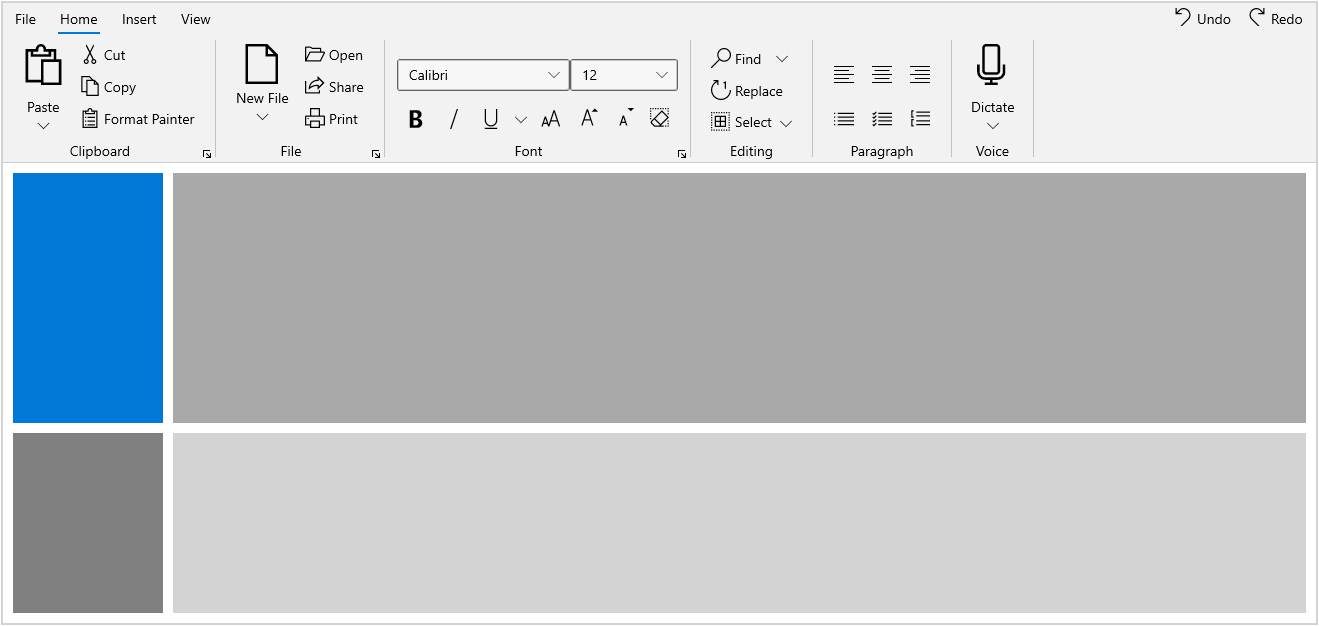 File Home Insert View Undo Redo
Cut Open
Calibri 12 Find
Copy New File Share Replace
Paste Dictate
Format Painter Print Select
Clipboard File Font Editing Paragraph Voice